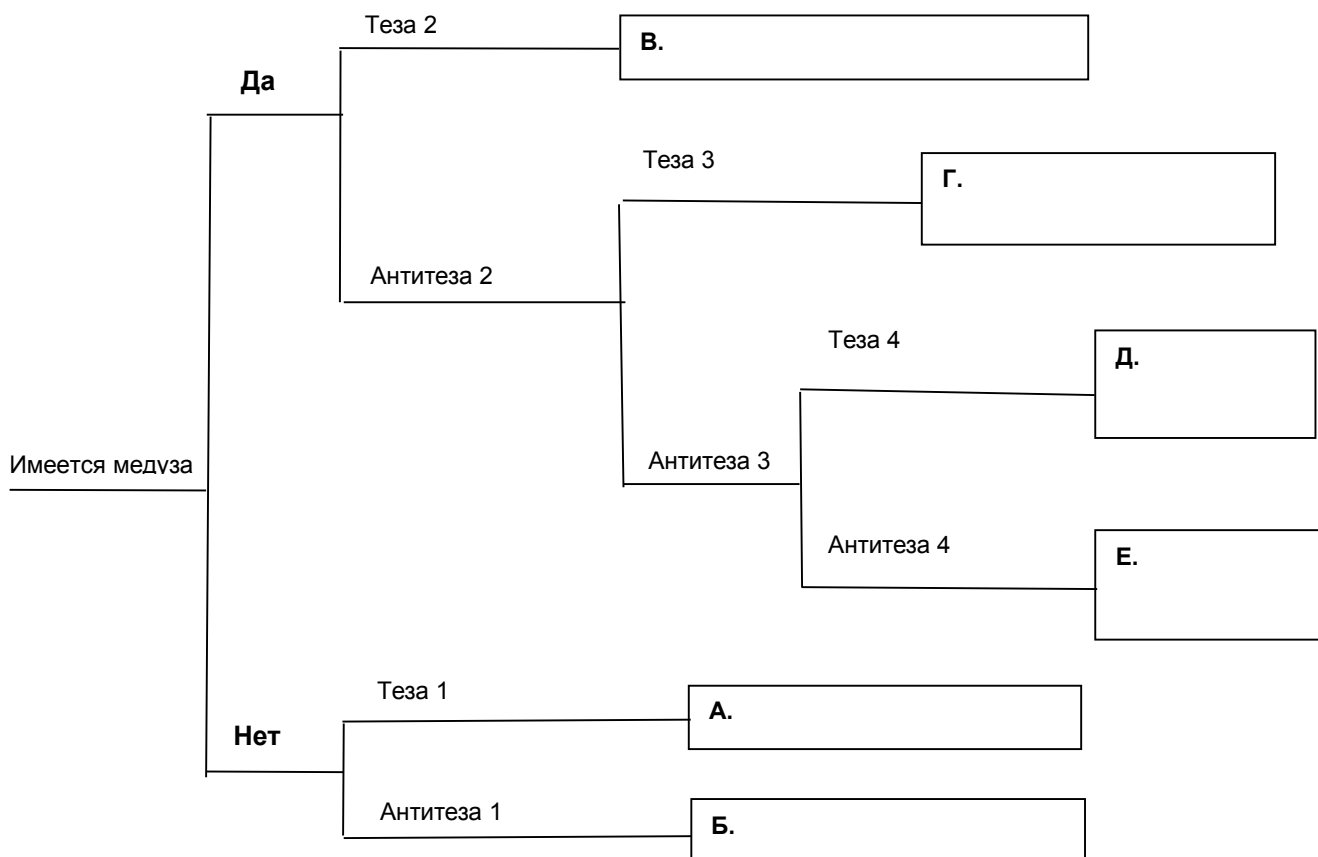 Теза 2
В.
Да
Теза 3
Г.
Антитеза 2
Теза 4
Д.
Антитеза 3
Имеется медуза
Антитеза 4
Е.
Теза 1
А.
Нет
Антитеза 1
Б.